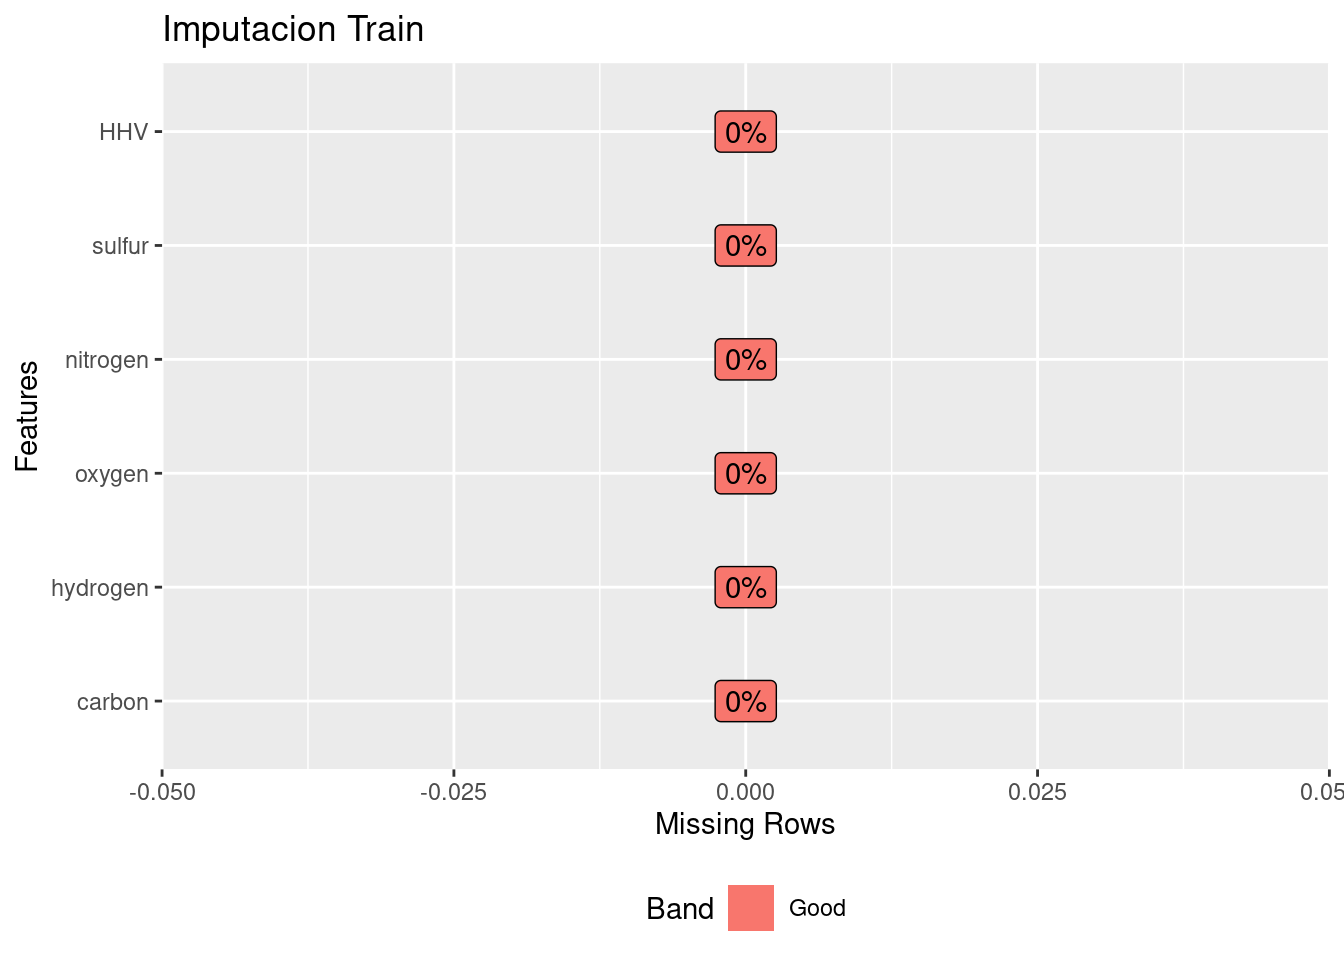 Imputacion Train
HHV
0%
sulfur
0%
nitrogen
0%
oxygen
0%
hydrogen
0%
carbon
0%
Features
-0.050
-0.025
0.000
0.025
0.05
Missing Rows
Band
Good